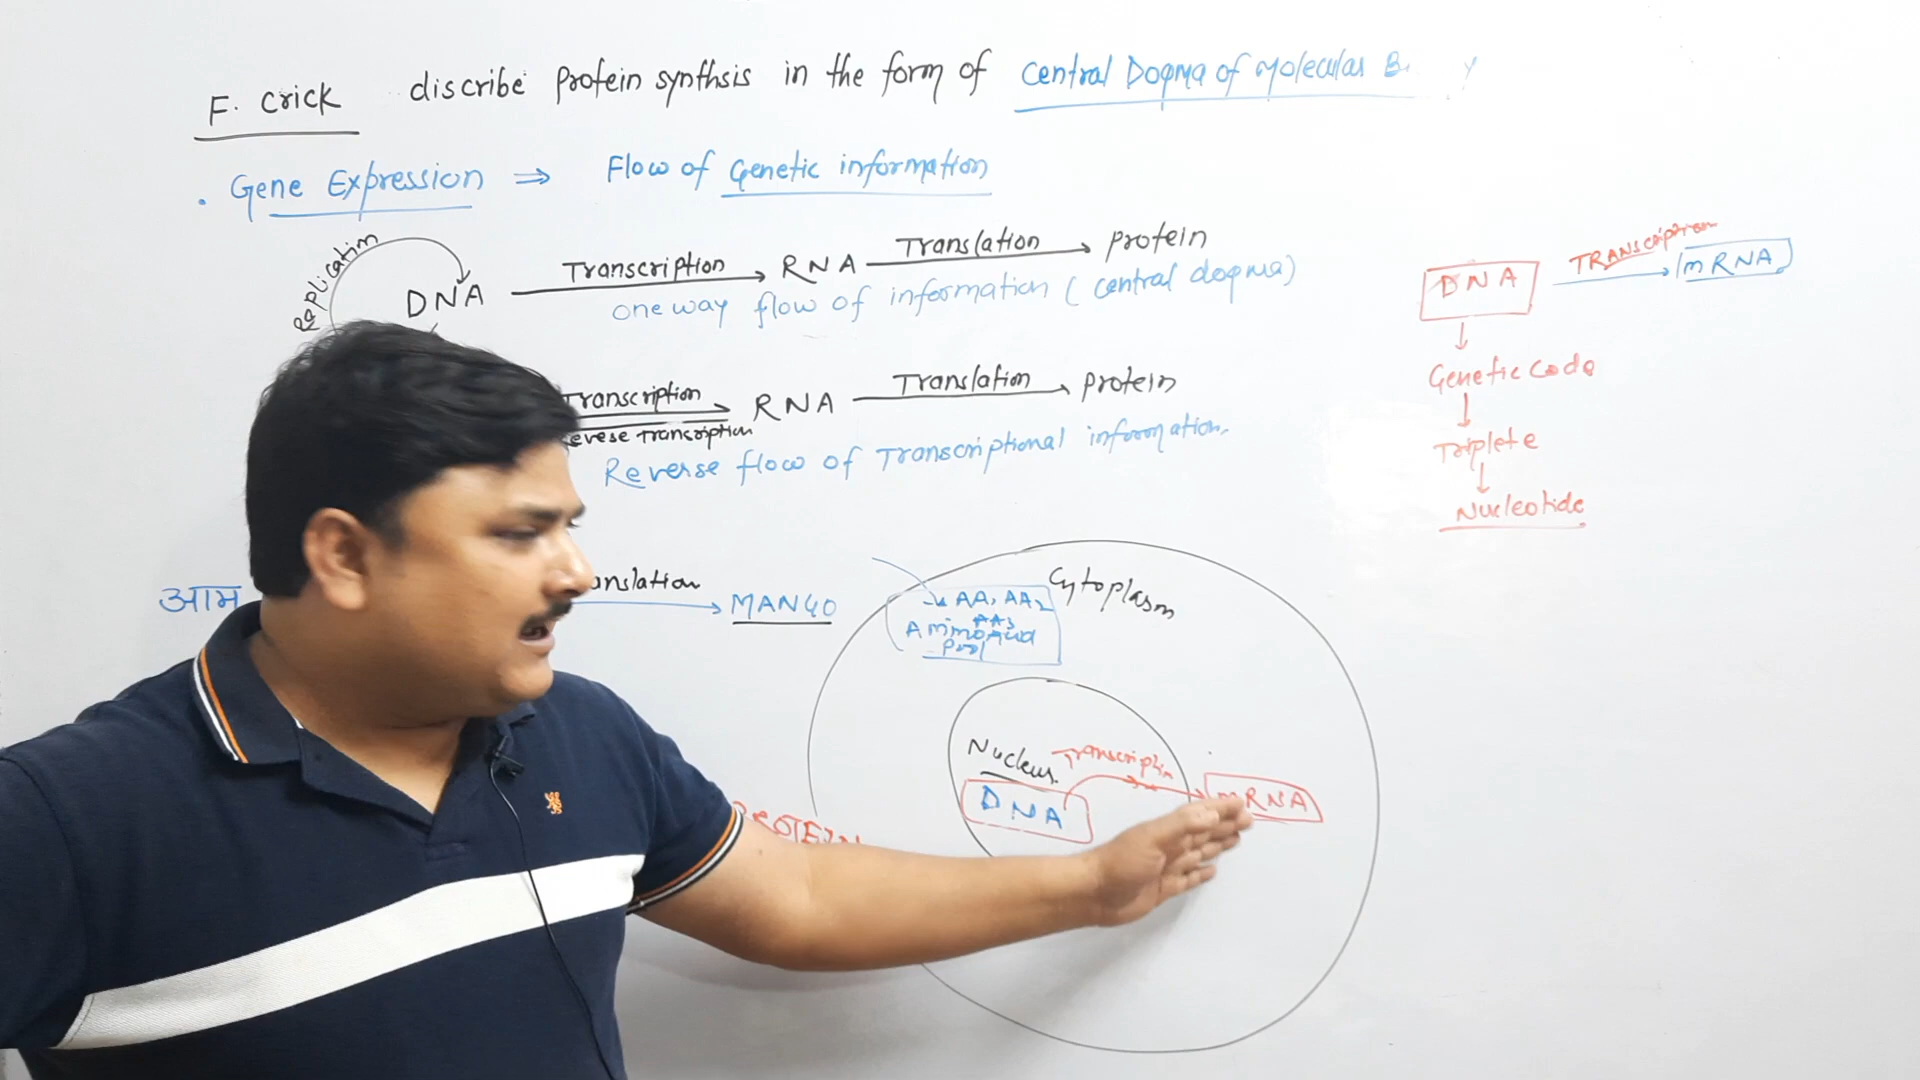 F. Crick discribe protein synthsis in the form of Central Dogma of Molecular B
. Gene Expression ⇒ Flow of Genetic information
Replication
DNA Transcription RNA Translation protein
one way flow of information ( central dogma)
Transcription RNA Translation protein
Reverse flow of Transcriptional information.
आम anslation MANGO
Cytoplasm
AA, AA2
AA3
Amino Acid
Pool
Nucleus Transcriptin
DNA mRNA
PROTEIN
DNA TRANScription mRNA
Genetic Code
Triplete
Nucleotide